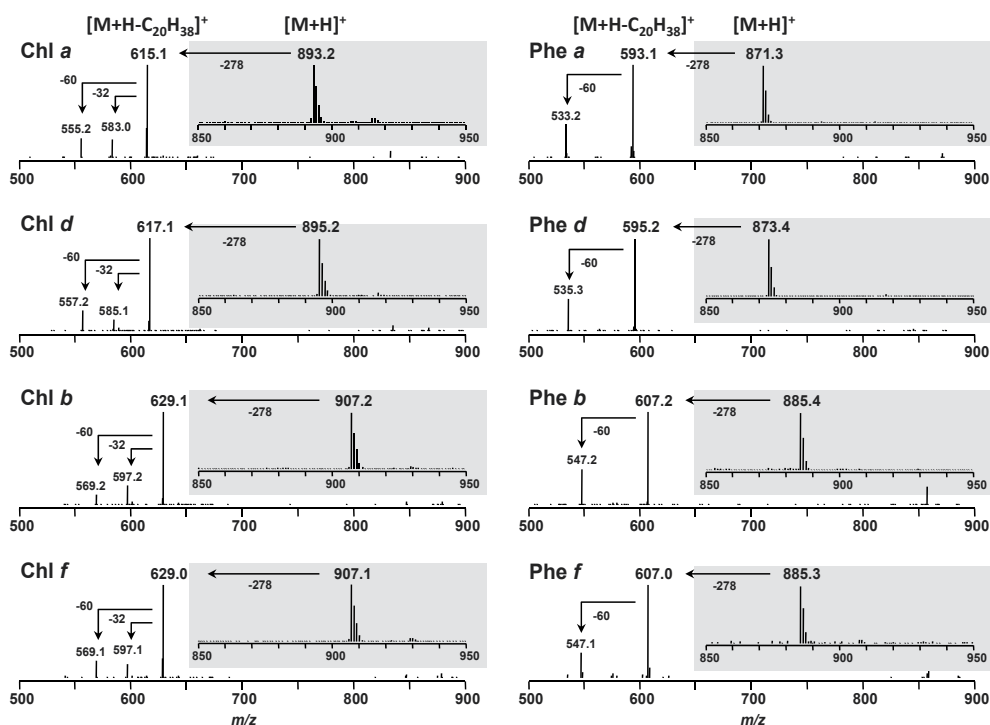 [M+H-C20H38]+ [M+H]+
Chl a 615.1 893.2
-278
-60
-32
555.2 583.0
850 900 950
500 600 700 800 900
[M+H-C20H38]+ [M+H]+
Phe a 593.1 871.3
-278
-60
533.2
850 900 950
500 600 700 800 900
Chl d 617.1 895.2
-278
-60
-32
557.2 585.1
850 900 950
500 600 700 800 900
Phe d 595.2 873.4
-278
-60
535.3
850 900 950
500 600 700 800 900
Chl b 629.1 907.2
-278
-60
-32
569.2 597.2
850 900 950
500 600 700 800 900
Phe b 607.2 885.4
-278
-60
547.2
850 900 950
500 600 700 800 900
Chl f 629.0 907.1
-278
-60
-32
569.1 597.1
850 900 950
500 600 700 800 900
m/z
Phe f 607.0 885.3
-278
-60
547.1
850 900 950
500 600 700 800 900
m/z